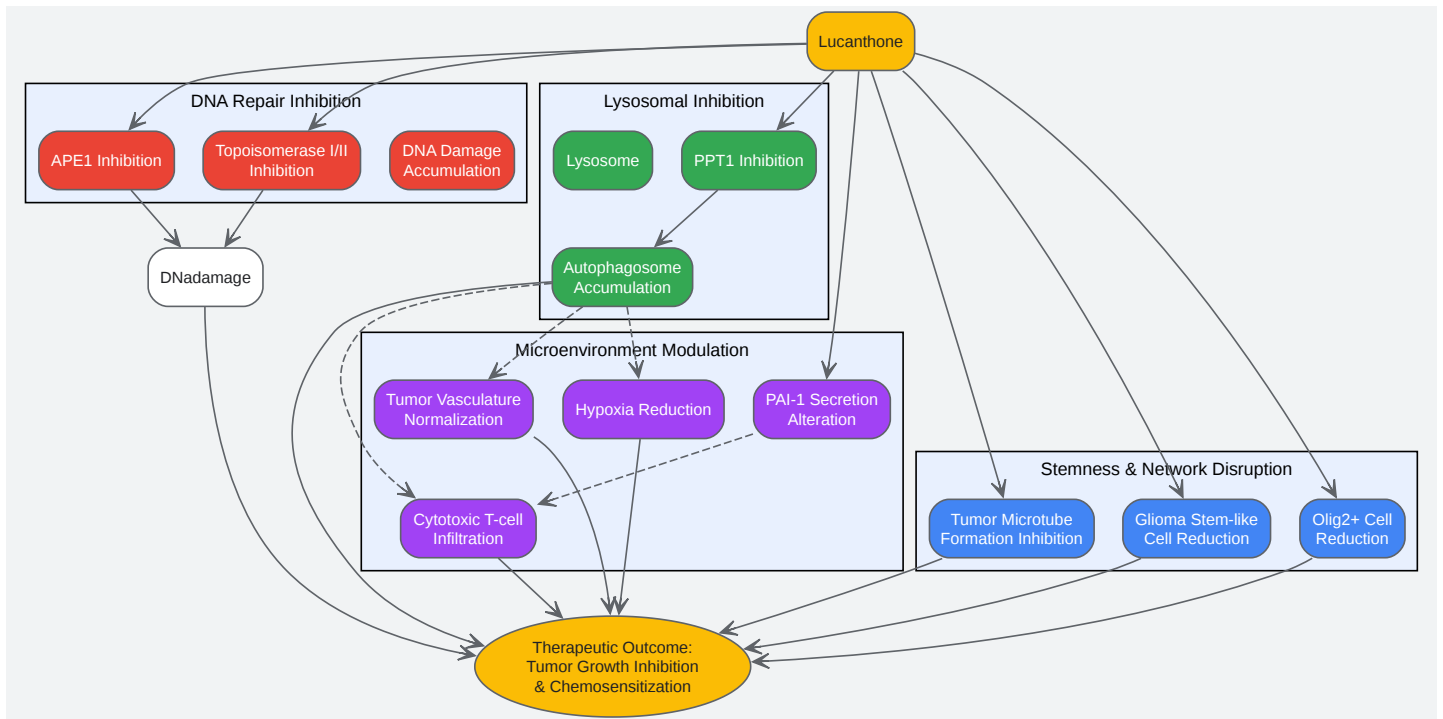 Lucanthone
DNA Repair Inhibition
Lysosomal Inhibition
APE1 Inhibition
Topoisomerase I/II
Inhibition
DNA Damage
Accumulation
Lysosome
PPT1 Inhibition
DNadamage
Autophagosome
Accumulation
Microenvironment Modulation
Tumor Vasculature
Normalization
Hypoxia Reduction
PAI-1 Secretion
Alteration
Stemness & Network Disruption
Cytotoxic T-cell
Infiltration
Tumor Microtube
Formation Inhibition
Glioma Stem-like
Cell Reduction
Olig2+ Cell
Reduction
Therapeutic Outcome:
Tumor Growth Inhibition
& Chemosensitization